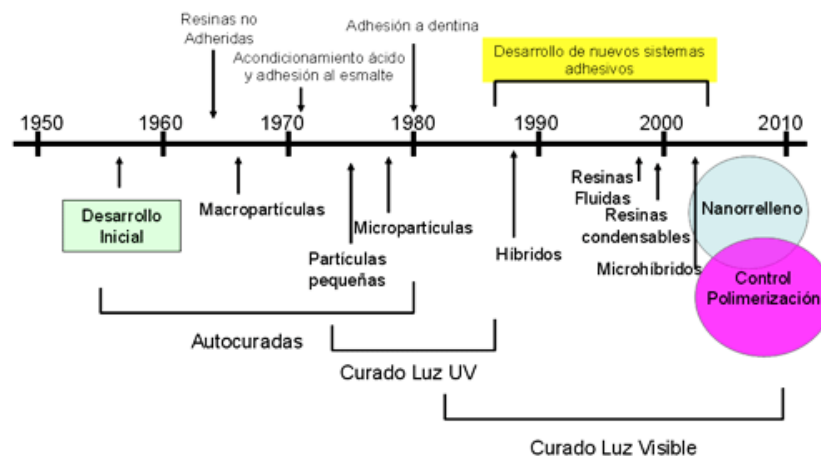 Resinas no
Adheridas
Acondicionamiento ácido
y adhesión al esmalte
Adhesión a dentina
Desarrollo de nuevos sistemas
adhesivos
1950 1960 1970 1980 1990 2000 2010
Desarrollo
Inicial
Macropartículas
Partículas
pequeñas
Micropartículas
Híbridos
Resinas
Fluidas
Resinas
condensables
Microhíbridos
Nanorrelleno
Control
Polimerización
Autocuradas
Curado Luz UV
Curado Luz Visible